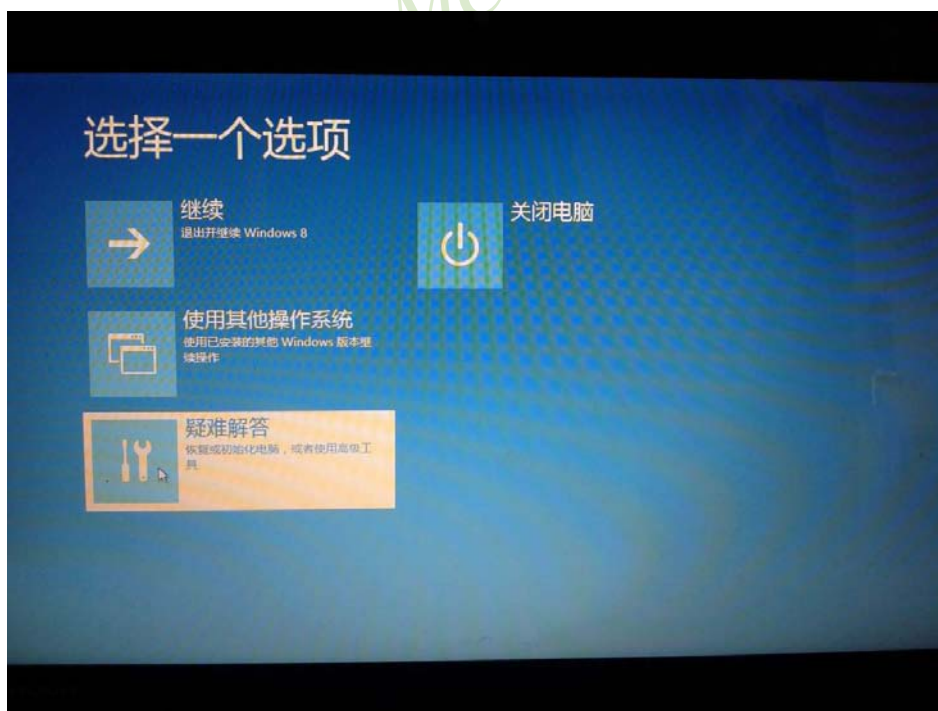 选择一个选项
继续
退出并继续 Windows 8
关闭电脑
使用其他操作系统
使用已安装的其他 Windows 版本继
续操作
疑难解答
恢复或初始化电脑，或者使用高级工
具